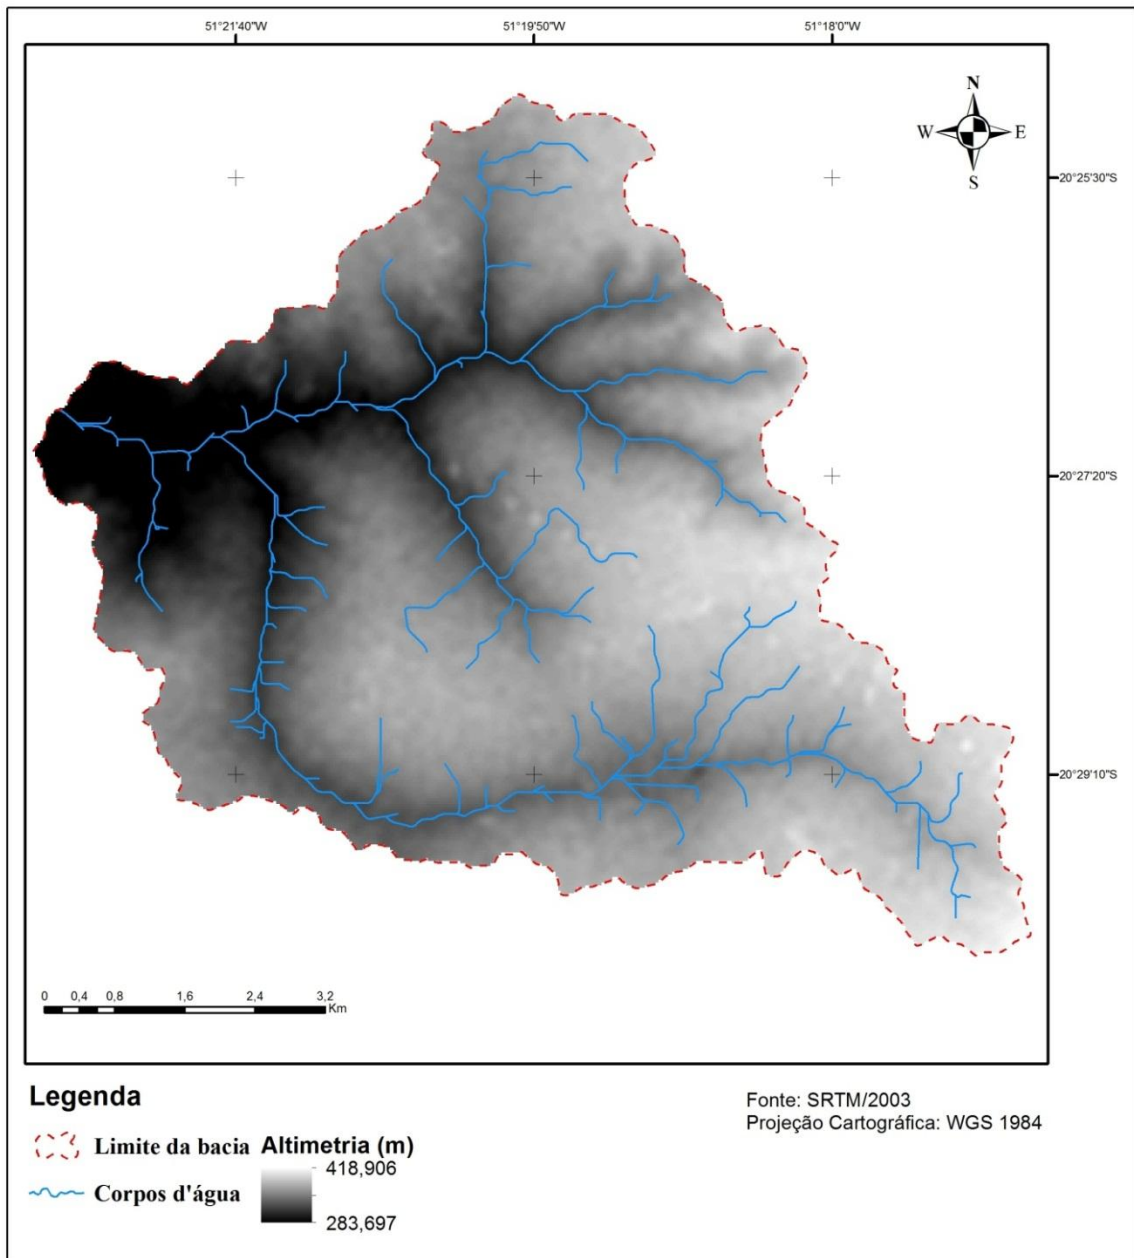 51°21'40"W 51°19'50"W 51°18'0"W
N
W E
S
20°25'30"S
20°27'20"S
20°29'10"S
0 0,4 0,8 1,6 2,4 3,2
Km
Legenda
Limite da bacia
Corpos d'água
Altimetria (m)
418,906
283,697
Fonte: SRTM/2003
Projeção Cartográfica: WGS 1984